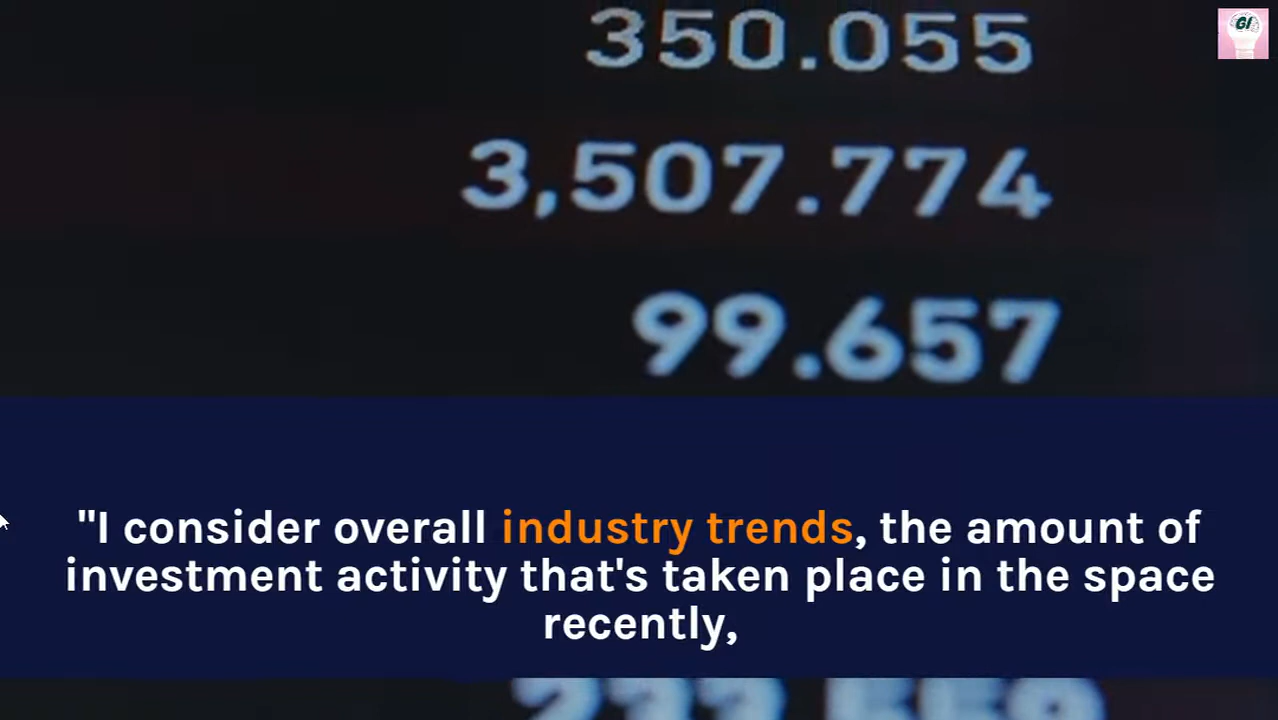 GI
350.055
3,507.774
99.657
"I consider overall industry trends, the amount of
investment activity that's taken place in the space
recently,